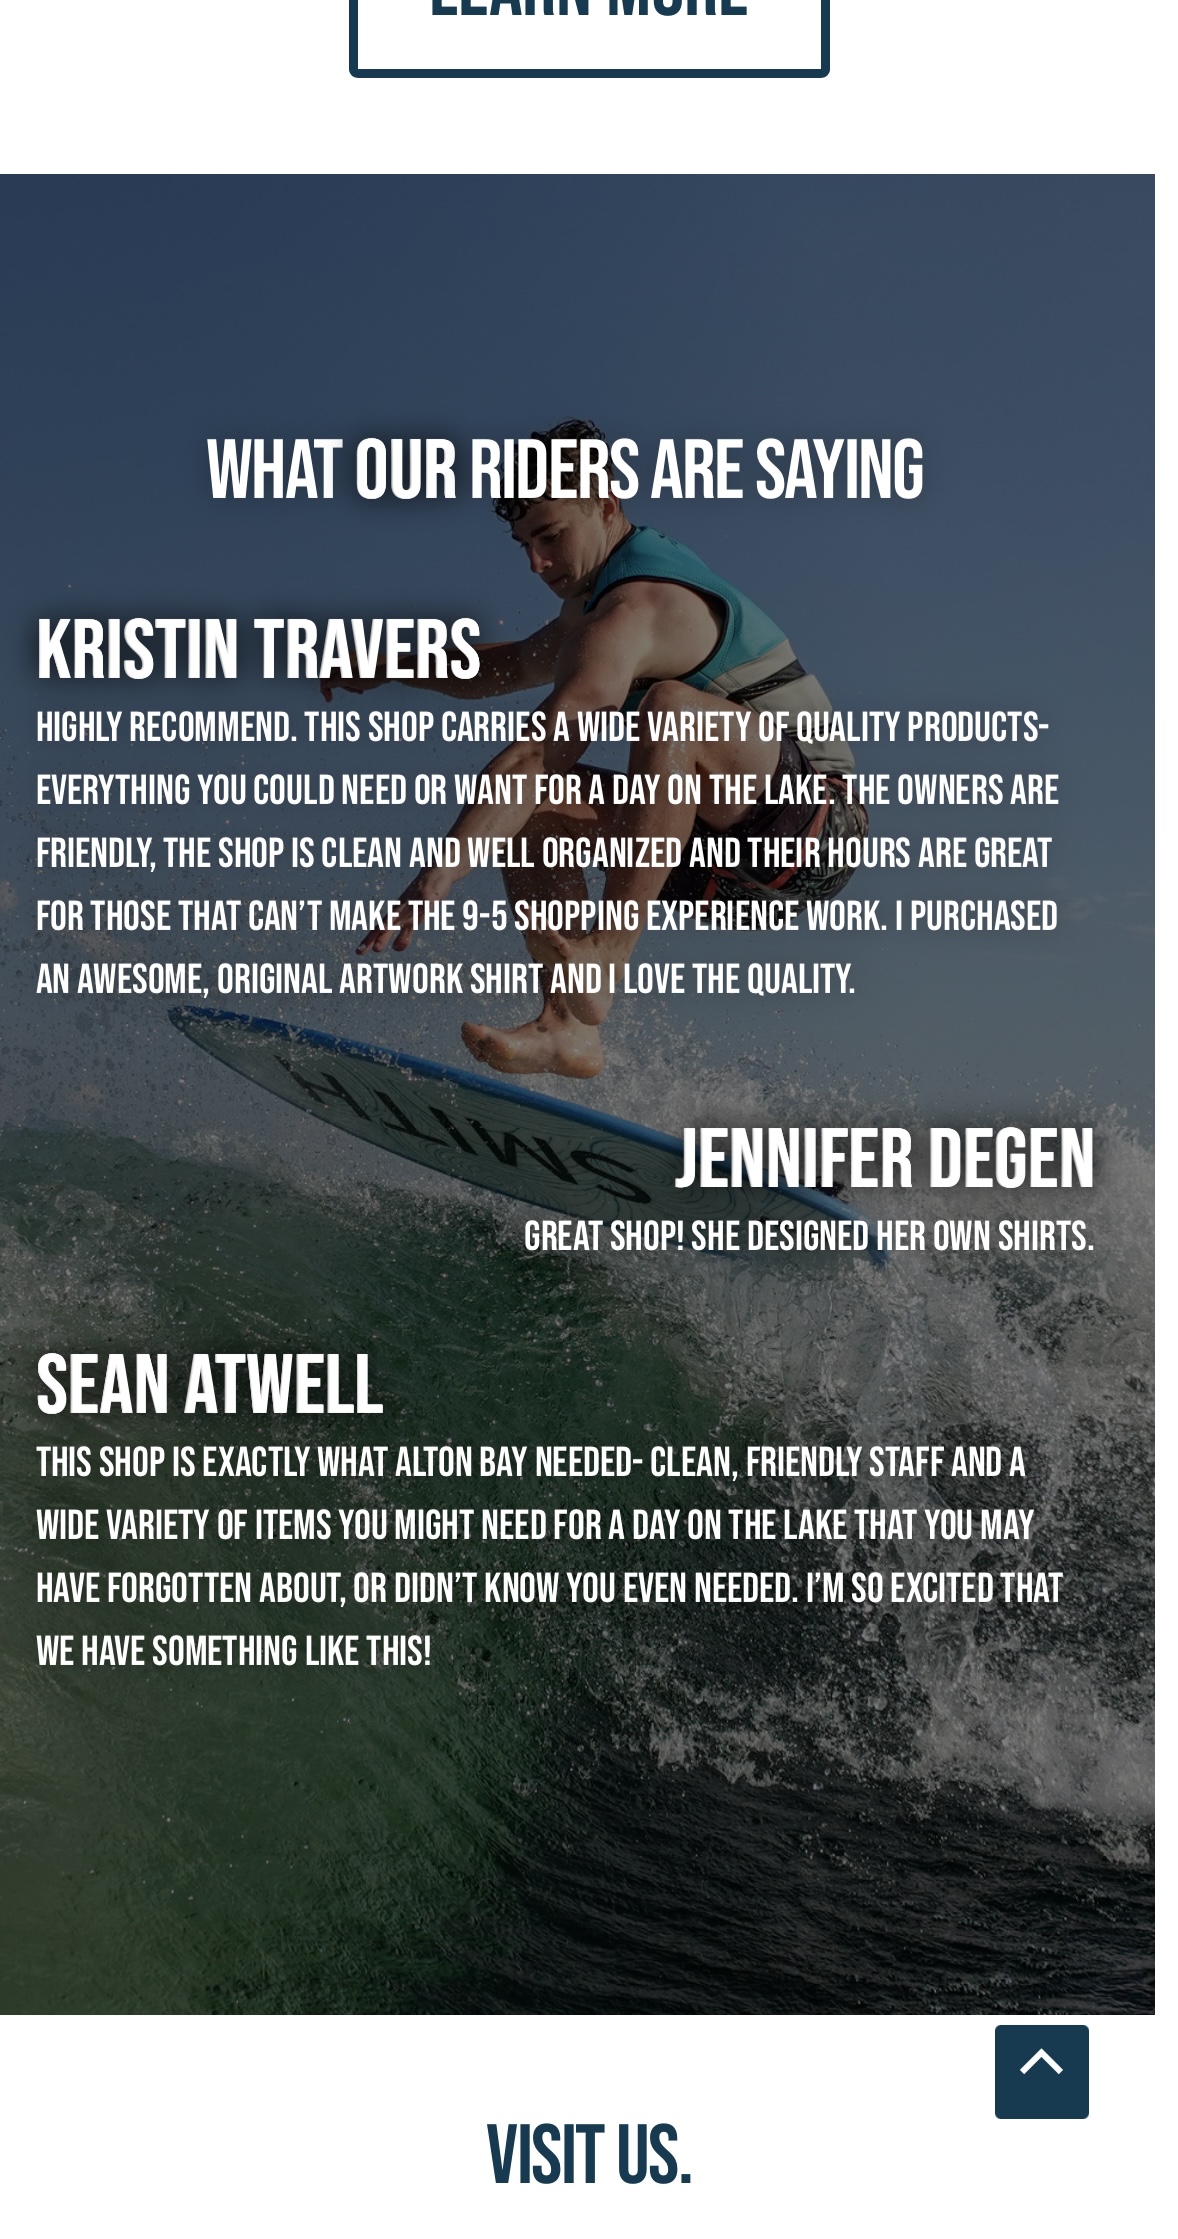 LEARN MORE
WHAT OUR RIDERS ARE SAYING
KRISTIN TRAVERS
HIGHLY RECOMMEND. THIS SHOP CARRIES A WIDE VARIETY OF QUALITY PRODUCTS-
EVERYTHING YOU COULD NEED OR WANT FOR A DAY ON THE LAKE. THE OWNERS ARE
FRIENDLY, THE SHOP IS CLEAN AND WELL ORGANIZED AND THEIR HOURS ARE GREAT
FOR THOSE THAT CAN’T MAKE THE 9-5 SHOPPING EXPERIENCE WORK. I PURCHASED
AN AWESOME, ORIGINAL ARTWORK SHIRT AND I LOVE THE QUALITY.
SMITH
JENNIFER DEGEN
GREAT SHOP! SHE DESIGNED HER OWN SHIRTS.
SEAN ATWELL
THIS SHOP IS EXACTLY WHAT ALTON BAY NEEDED- CLEAN, FRIENDLY STAFF AND A
WIDE VARIETY OF ITEMS YOU MIGHT NEED FOR A DAY ON THE LAKE THAT YOU MAY
HAVE FORGOTTEN ABOUT, OR DIDN’T KNOW YOU EVEN NEEDED. I’M SO EXCITED THAT
WE HAVE SOMETHING LIKE THIS!
VISIT US.